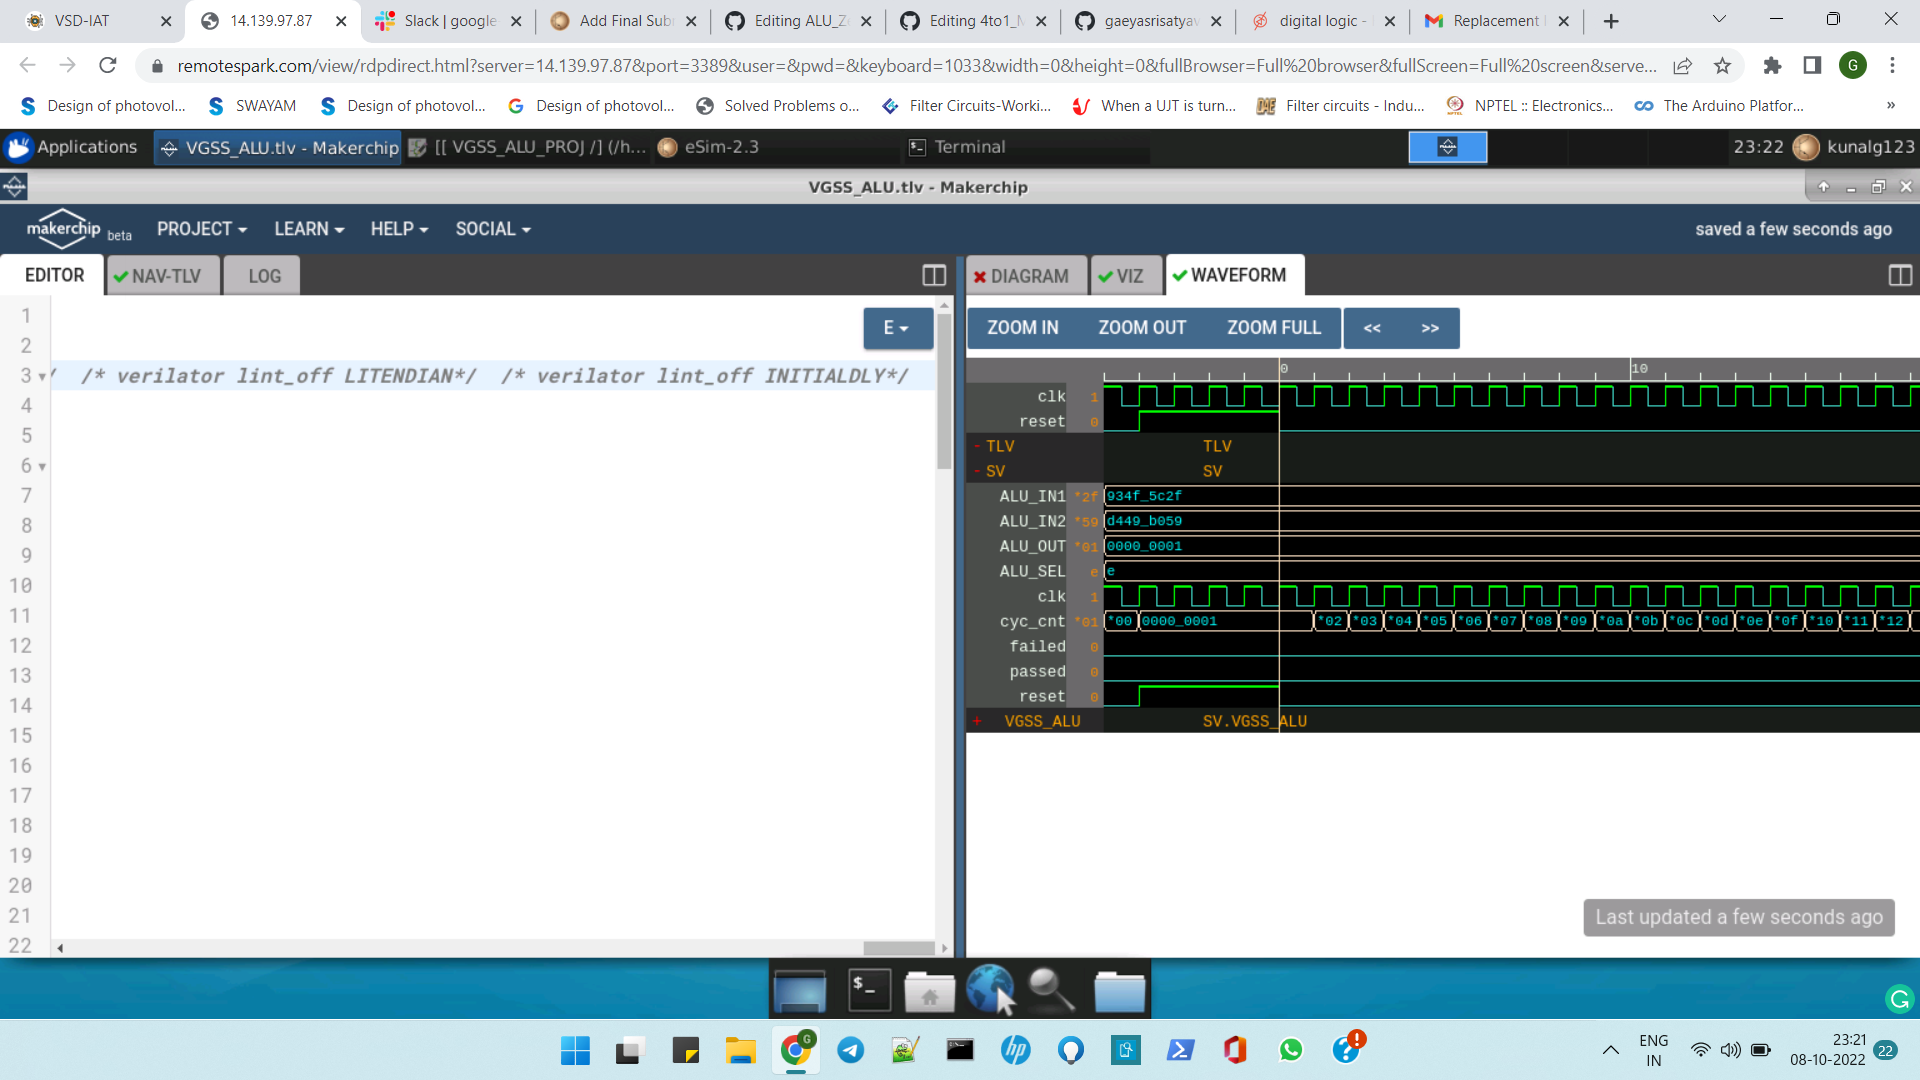 VSD-IAT
14.139.97.87
Slack | google
Add Final Sub
Editing ALU_Z
Editing 4to1_M
gaeyasrisatyav
digital logic -
Replacement
remotespark.com/view/rdpdirect.html?server=14.139.97.87&port=3389&user=&pwd=&keyboard=1033&width=0&height=0&fullBrowser=Full%20browser&fullScreen=Full%20screen&serve...
G
Design of photovol...
SWAYAM
Design of photovol...
Design of photovol...
Solved Problems o...
Filter Circuits-Worki...
When a UJT is turn...
Filter circuits - Indu...
NPTEL :: Electronics...
The Arduino Platfor...
»
Applications
VGSS_ALU.tlv - Makerchip
[[ VGSS_ALU_PROJ /] (/h...
eSim-2.3
Terminal
23:22
kunalg123
VGSS_ALU.tlv - Makerchip
makerchip beta
PROJECT
LEARN
HELP
SOCIAL
saved a few seconds ago
EDITOR
NAV-TLV
LOG
DIAGRAM
VIZ
WAVEFORM
E
ZOOM IN
ZOOM OUT
ZOOM FULL
<<
>>
1
2
3 / /* verilator lint_off LITENDIAN*/ /* verilator lint_off INITIALDLY*/
4
5
6
7
8
9
10
11
12
13
14
15
16
17
18
19
20
21
22
0 10
clk 1
reset 0
- TLV TLV
- SV SV
ALU_IN1 *2f 934f_5c2f
ALU_IN2 *59 d449_b059
ALU_OUT *01 0000_0001
ALU_SEL e e
clk 1
cyc_cnt *01 *00 0000_0001 *02 *03 *04 *05 *06 *07 *08 *09 *0a *0b *0c *0d *0e *0f *10 *11 *12
failed 0
passed 0
reset 0
+ VGSS_ALU SV.VGSS_ALU
Last updated a few seconds ago
$_
G
hp
ENG
IN
23:21
08-10-2022
22